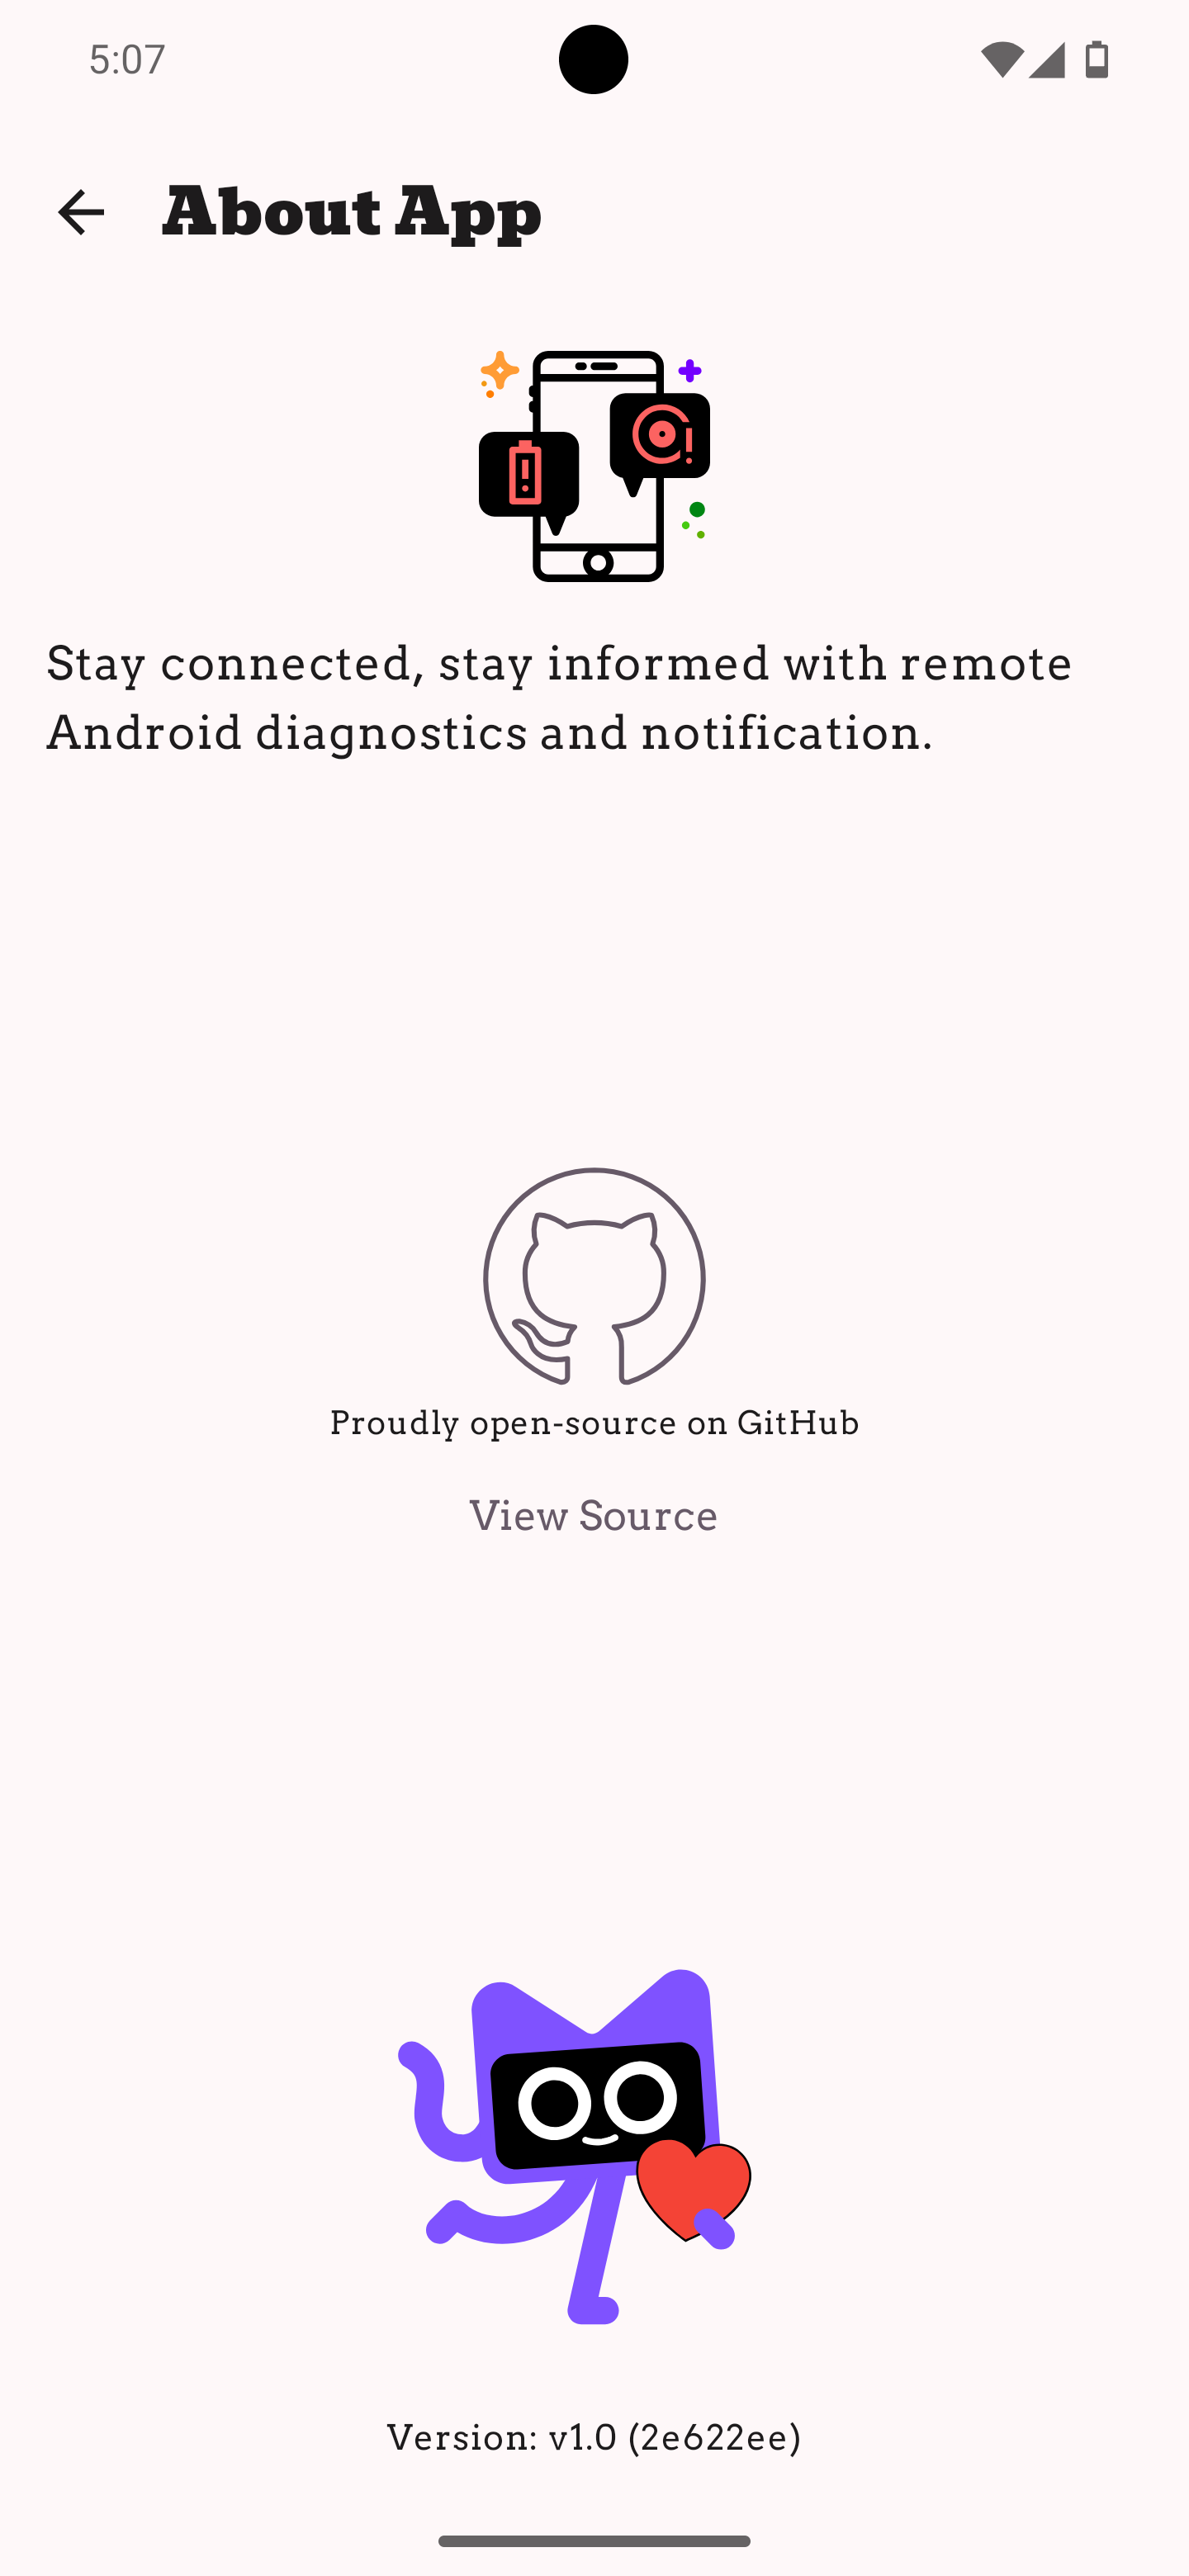 5:07
About App
Stay connected, stay informed with remote
Android diagnostics and notification.
Proudly open-source on GitHub
View Source
Version: v1.0 (2e622ee)